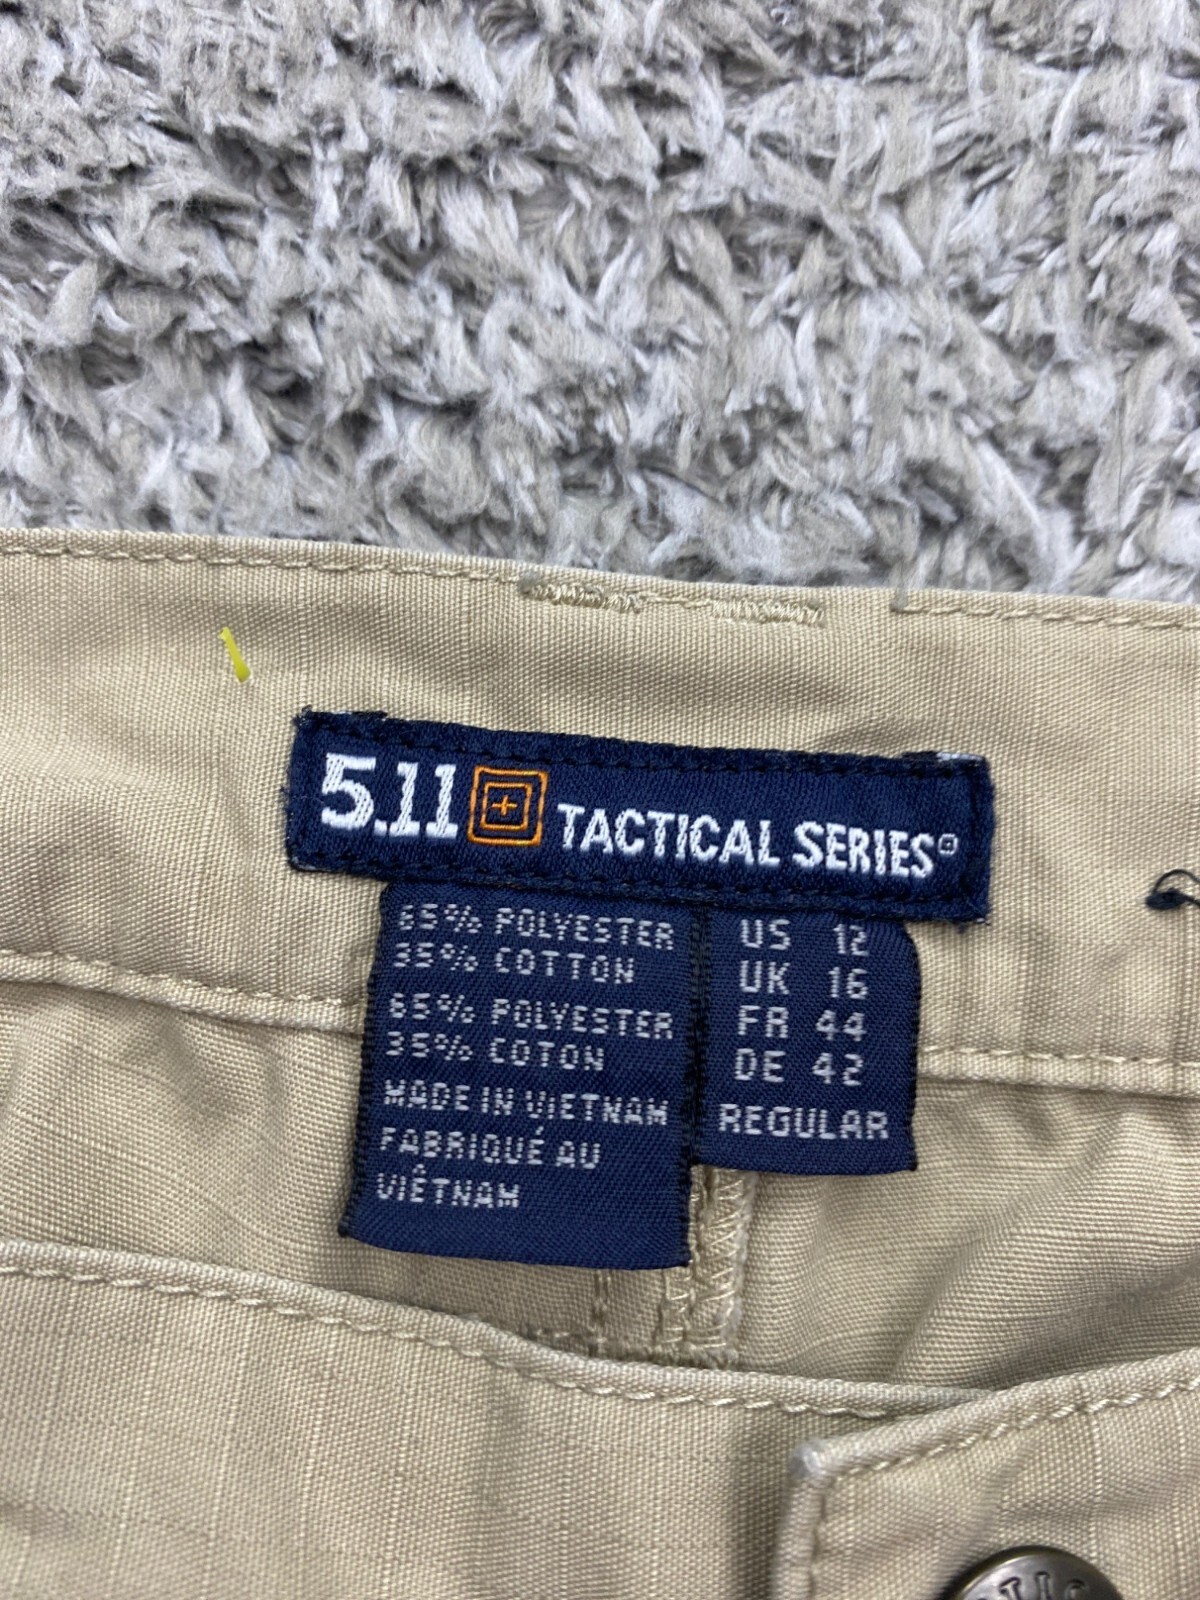 5.11 TACTICAL SERIES
65% POLYESTER
35% COTTON
65% POLYESTER
35% COTON
MADE IN VIETNAM
FABRIQUÉ AU
VIÊTNAM
US 12
UK 16
FR 44
DE 42
REGULAR